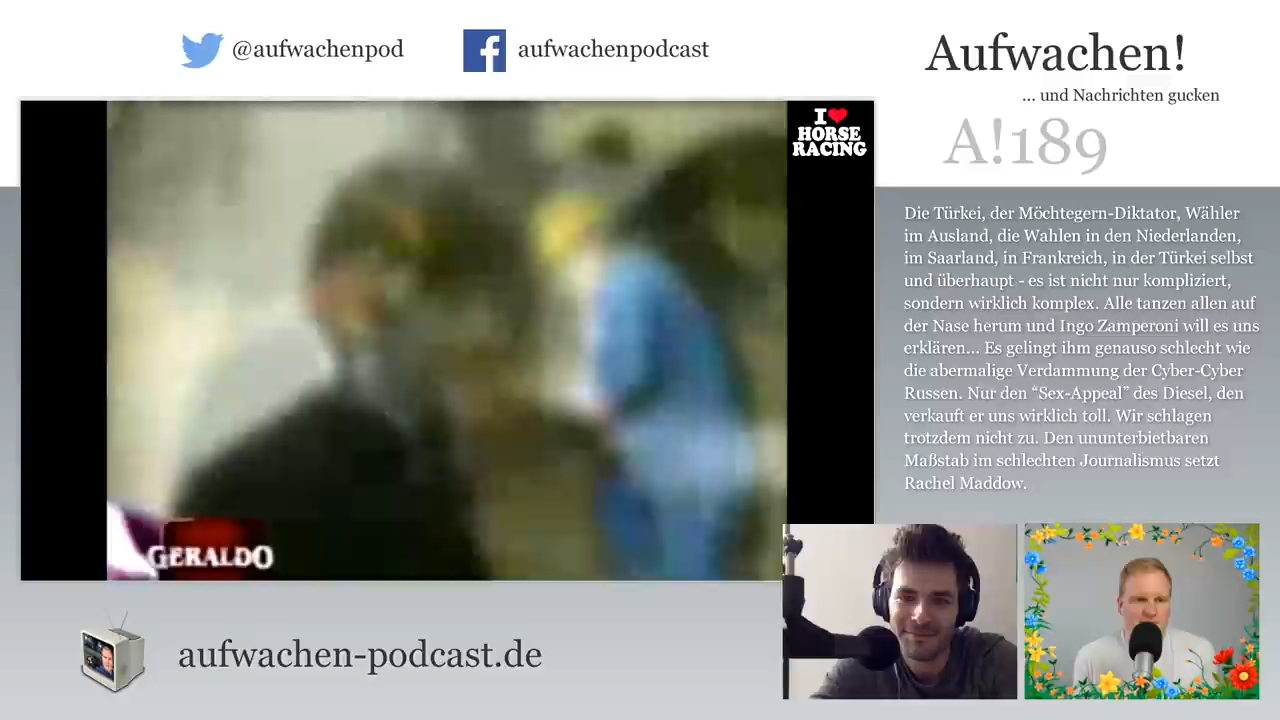 @aufwachenpod
aufwachenpodcast
Aufwachen!
... und Nachrichten gucken
A!189
I
HORSE
RACING
Die Türkei, der Möchtegern-Diktator, Wähler
im Ausland, die Wahlen in den Niederlanden,
im Saarland, in Frankreich, in der Türkei selbst
und überhaupt - es ist nicht nur kompliziert,
sondern wirklich komplex. Alle tanzen allen auf
der Nase herum und Ingo Zamperoni will es uns
erklären... Es gelingt ihm genauso schlecht wie
die abermalige Verdammung der Cyber-Cyber
Russen. Nur den “Sex-Appeal” des Diesel, den
verkauft er uns wirklich toll. Wir schlagen
trotzdem nicht zu. Den ununterbietbaren
Maßstab im schlechten Journalismus setzt
Rachel Maddow.
GERALDO
aufwachen-podcast.de